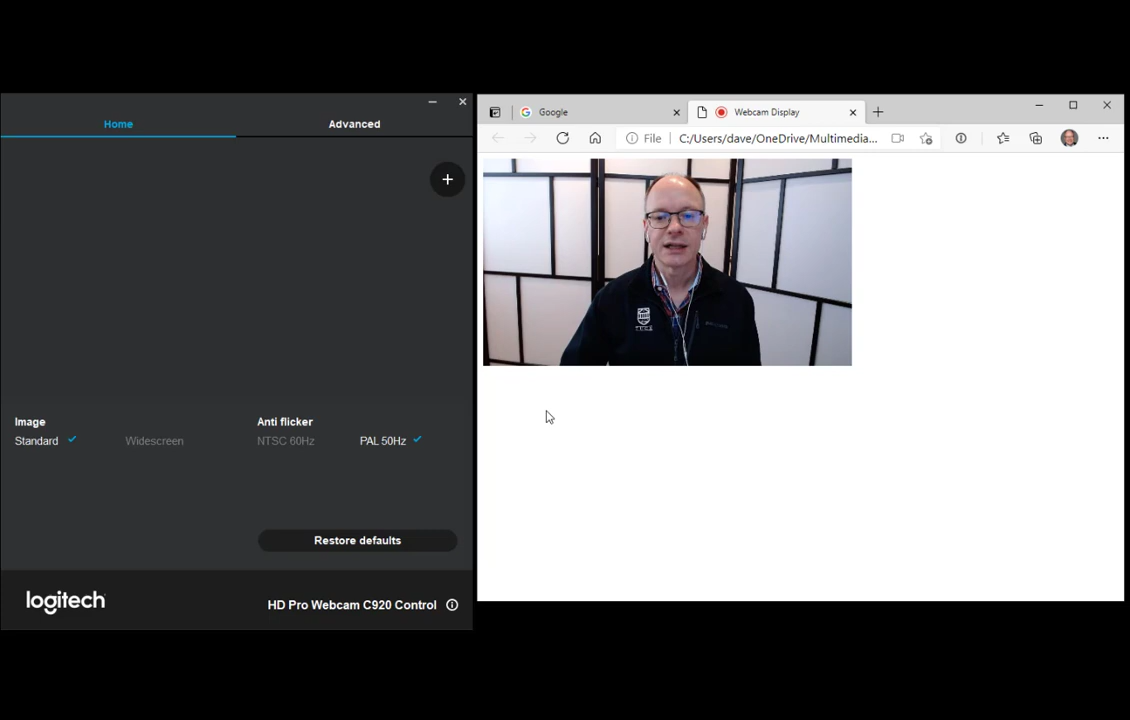 Home
Advanced
+
Image
Anti flicker
Standard
Widescreen
NTSC 60Hz
PAL 50Hz
Restore defaults
logitech
HD Pro Webcam C920 Control
Google
Webcam Display
File
C:/Users/dave/OneDrive/Multimedia...
TUCK